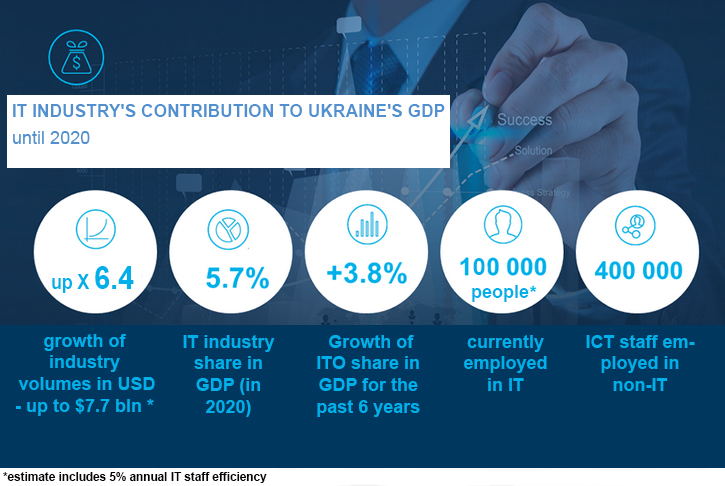 $
IT INDUSTRY'S CONTRIBUTION TO UKRAINE'S GDP
until 2020
Success
Solution
Strategy
up X 6.4
5.7%
+3.8%
100 000
people*
400 000
growth of
industry
volumes in USD
- up to $7.7 bln *
IT industry
share in
GDP (in
2020)
Growth of
ITO share in
GDP for the
past 6 years
currently
employed
in IT
ICT staff em-
ployed in
non-IT
*estimate includes 5% annual IT staff efficiency